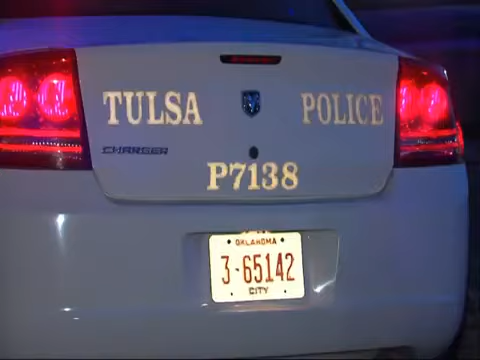 TULSA POLICE
CHARGER
P7138
OKLAHOMA
3-65142
CITY